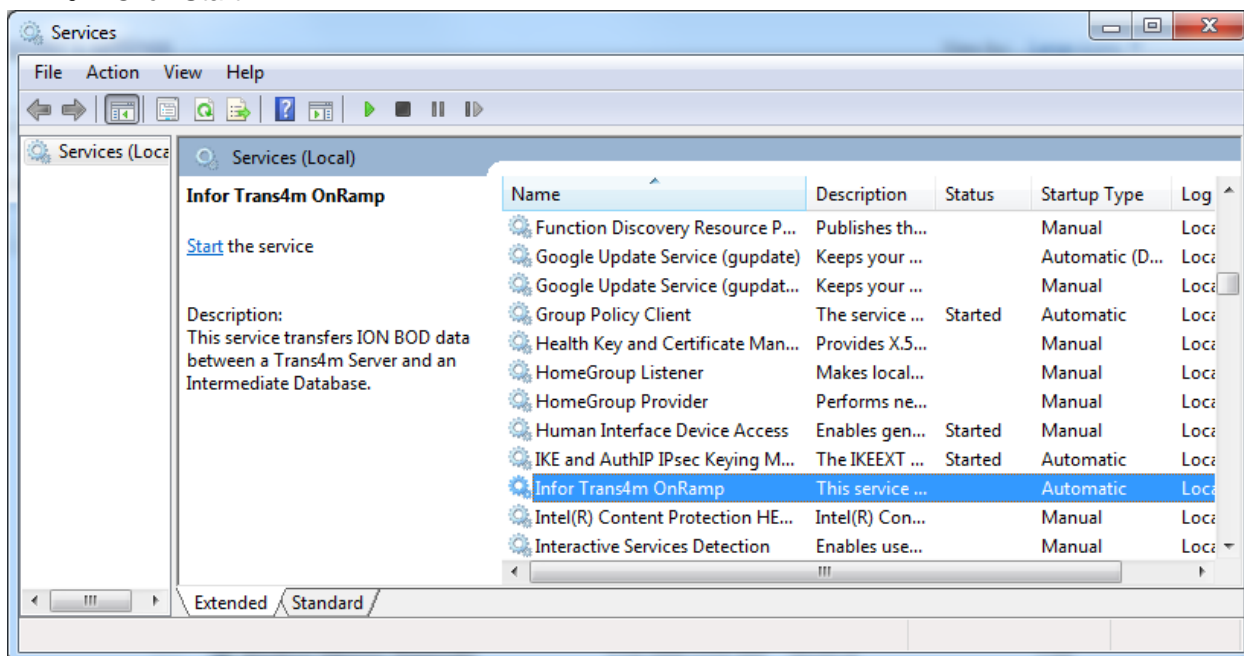 Services
File Action View Help
Services (Loca
Services (Local)
Infor Trans4m OnRamp
Start the service
Description:
This service transfers ION BOD data
between a Trans4m Server and an
Intermediate Database.
Name Description Status Startup Type Log
Function Discovery Resource P... Publishes th... Manual Loca
Google Update Service (gupdate) Keeps your ... Automatic (D... Loca
Google Update Service (gupdat... Keeps your ... Manual Loca
Group Policy Client The service ... Started Automatic Loca
Health Key and Certificate Man... Provides X.5... Manual Loca
HomeGroup Listener Makes local... Manual Loca
HomeGroup Provider Performs ne... Manual Loca
Human Interface Device Access Enables gen... Started Manual Loca
IKE and AuthIP IPsec Keying M... The IKEEXT ... Started Automatic Loca
Infor Trans4m OnRamp This service ... Automatic Loca
Intel(R) Content Protection HE... Intel(R) Con... Manual Loca
Interactive Services Detection Enables use... Manual Loca
Extended Standard